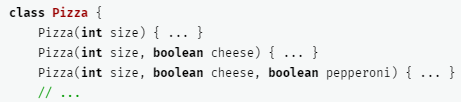 class Pizza {
    Pizza(int size) { ... }
    Pizza(int size, boolean cheese) { ... }
    Pizza(int size, boolean cheese, boolean pepperoni) { ... }
    // ...